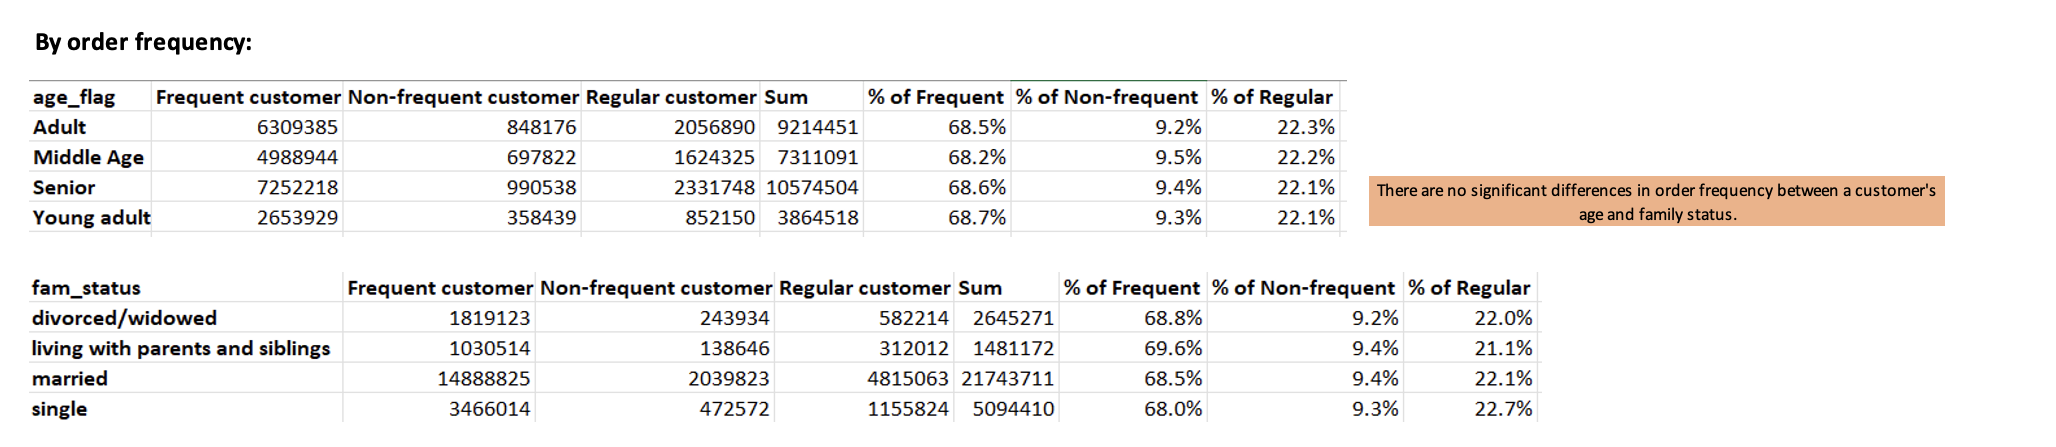 By order frequency:
age_flag Frequent customer Non-frequent customer Regular customer Sum % of Frequent % of Non-frequent % of Regular
Adult 6309385 848176 2056890 9214451 68.5% 9.2% 22.3%
Middle Age 4988944 697822 1624325 7311091 68.2% 9.5% 22.2%
Senior 7252218 990538 2331748 10574504 68.6% 9.4% 22.1%
Young adult 2653929 358439 852150 3864518 68.7% 9.3% 22.1%
There are no significant differences in order frequency between a customer's
age and family status.
fam_status Frequent customer Non-frequent customer Regular customer Sum % of Frequent % of Non-frequent % of Regular
divorced/widowed 1819123 243934 582214 2645271 68.8% 9.2% 22.0%
living with parents and siblings 1030514 138646 312012 1481172 69.6% 9.4% 21.1%
married 14888825 2039823 4815063 21743711 68.5% 9.4% 22.1%
single 3466014 472572 1155824 5094410 68.0% 9.3% 22.7%